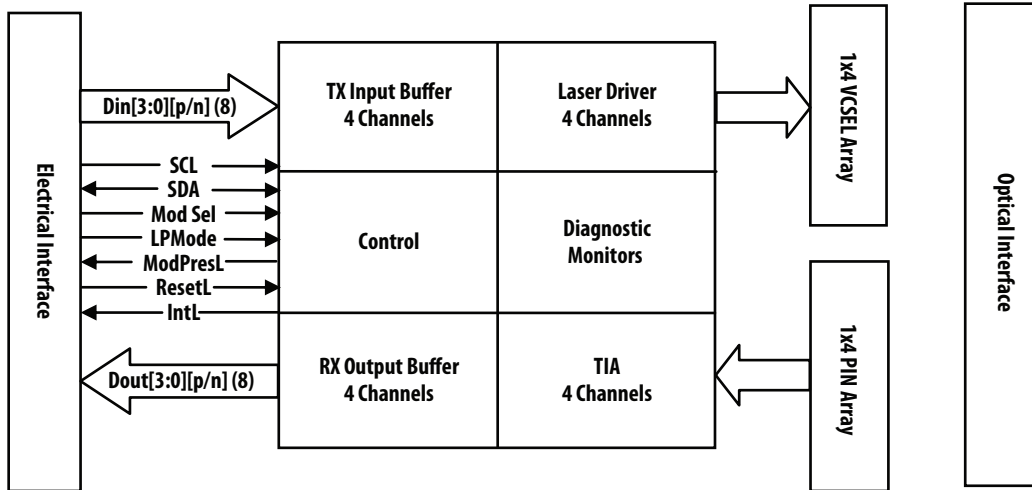 Electrical Interface
Din[3:0][p/n] (8)
SCL
SDA
Mod Sel
LPMode
ModPresL
ResetL
IntL
Dout[3:0][p/n] (8)
TX Input Buffer
4 Channels
Laser Driver
4 Channels
Control
Diagnostic
Monitors
RX Output Buffer
4 Channels
TIA
4 Channels
1x4 VCSEL Array
1x4 PIN Array
Optical Interface